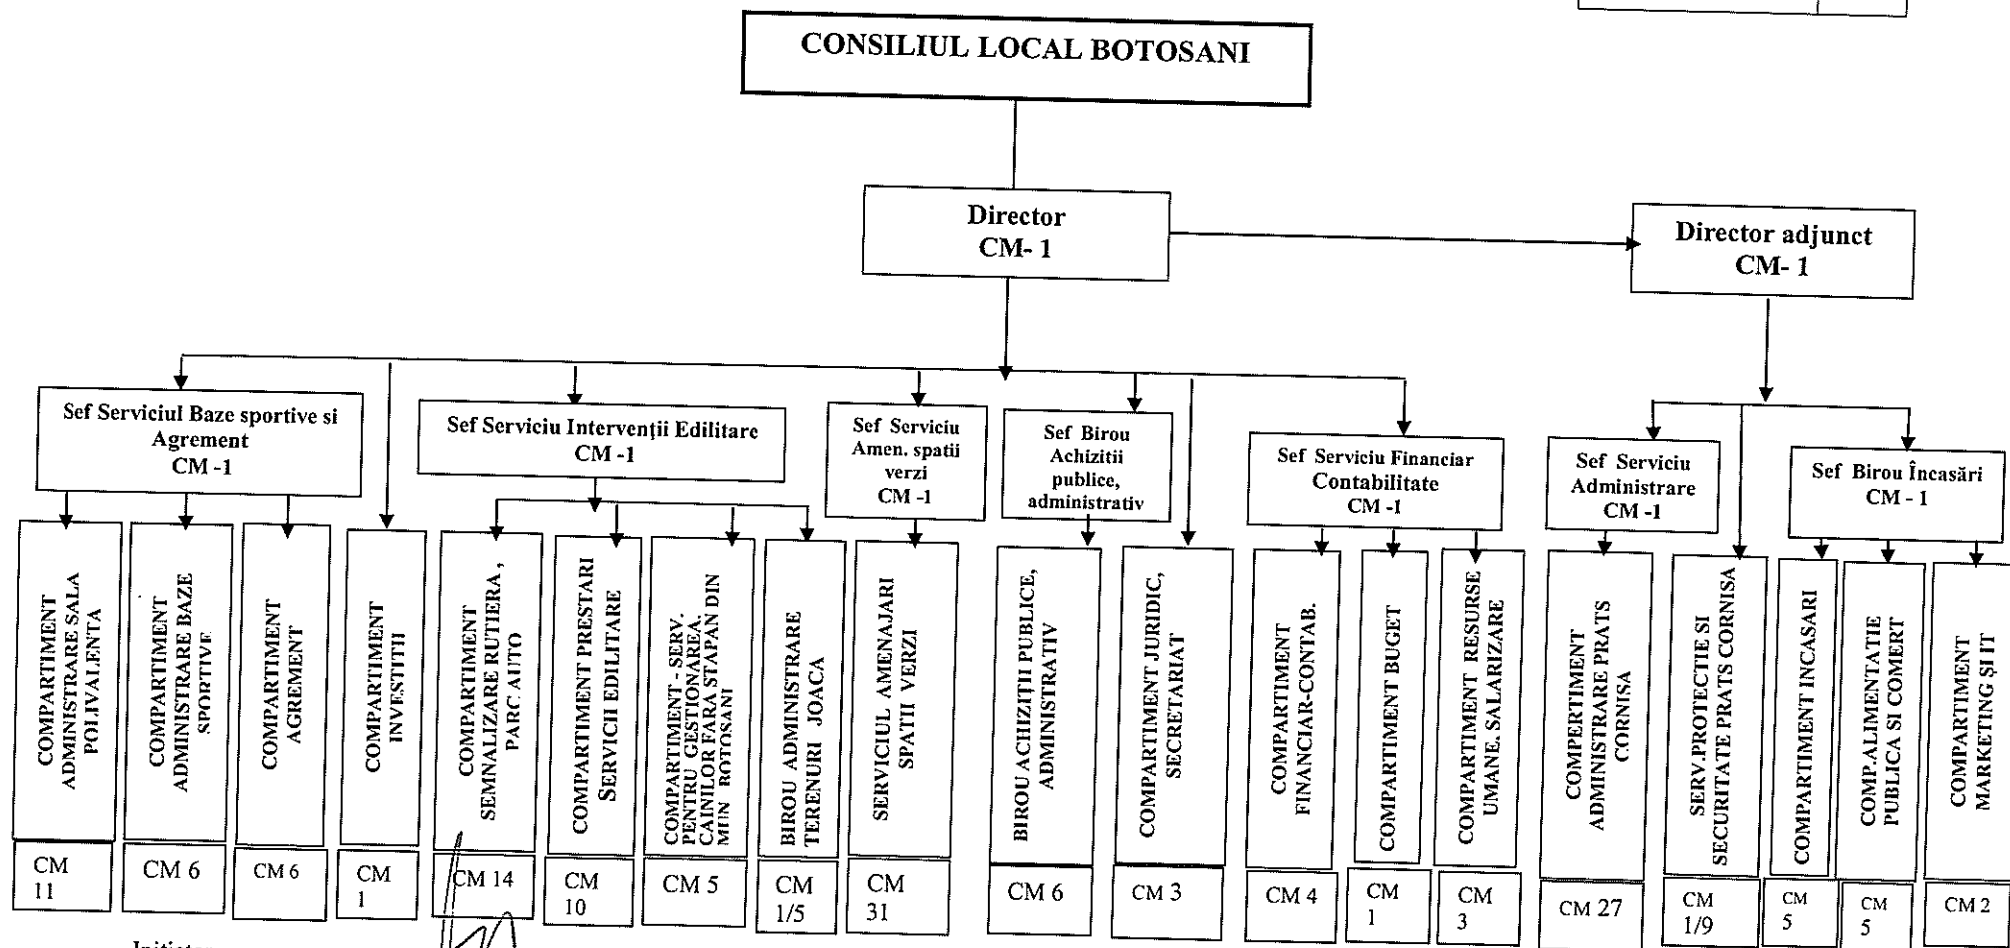 CONSILIUL LOCAL BOTOSANI
Director
CM- 1
Director adjunct
CM- 1
Sef Serviciul Baze sportive si
Agrement
CM -1
Sef Serviciu Intervenţii Edilitare
CM -1
Sef Serviciu
Amen. spatii
verzi
CM -1
Sef Birou
Achizitii
publice,
administrativ
Sef Serviciu Financiar
Contabilitate
CM -1
Sef Serviciu
Administrare
CM -1
Sef Birou Încasări
CM - 1
COMPARTIMENT
ADMINISTRARE SALA
POLIVALENTA
COMPARTIMENT
ADMINISTRARE BAZE
SPORTIVE
COMPARTIMENT
AGREMENT
COMPARTIMENT
INVESTITII
COMPARTIMENT
SEMNALIZARE RUTIERA ,
PARC AUTO
COMPARTIMENT PRESTARI
SERVICII EDILITARE
COMPARTIMENT - SERV.
PENTRU GESTIONAREA.
CAINILOR FARA STAPAN DIN
MUN BOTOSANI
BIROU ADMINISTRARE
TERENURI JOACA
SERVICIUL AMENAJARI
SPATII VERZI
BIROU ACHIZIȚII PUBLICE,
ADMINISTRATIV
COMPARTIMENT JURIDIC,
SECRETARIAT
COMPARTIMENT
FINANCIAR-CONTAB.
COMPARTIMENT BUGET
COMPARTIMENT RESURSE
UMANE. SALARIZARE
COMPERTIMENT
ADMINISTRARE PRATS
CORNISA
SERV.PROTECTIE SI
SECURITATE PRATS CORNISA
COMPARTIMENT INCASARI
COMP.ALIMENTATIE
PUBLICA SI COMERT
COMPARTIMENT
MARKETING ŞI IT
CM
11
CM 6
CM 6
CM
1
CM 14
CM
10
CM 5
CM
1/5
CM
31
CM 6
CM 3
CM 4
CM
1
CM
3
CM 27
CM
1/9
CM
5
CM
5
CM 2